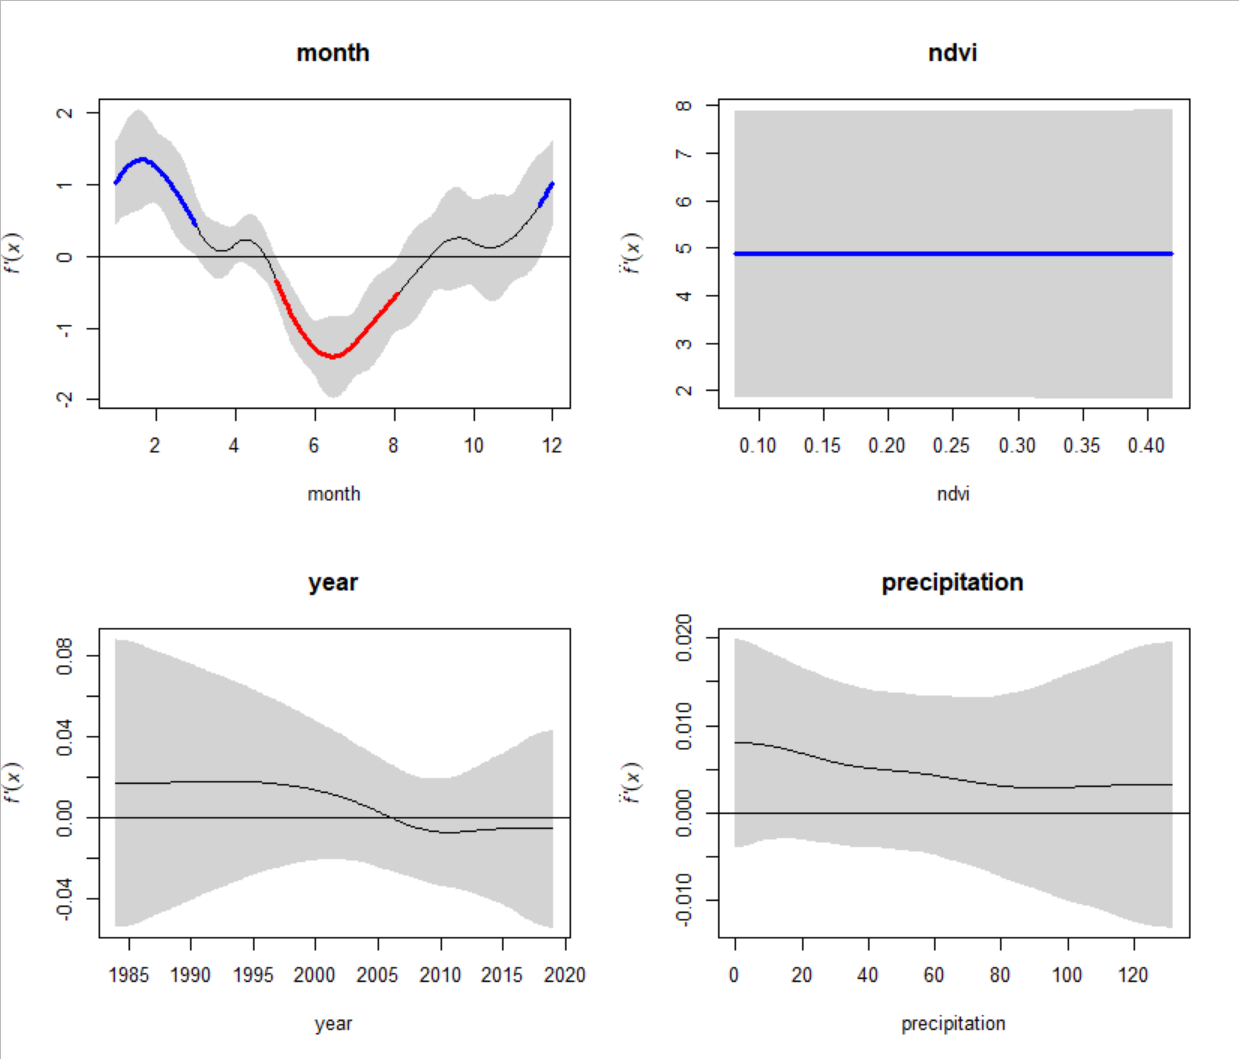 month
ndvi
f'(x)
2
1
0
-1
-2
2 4 6 8 10 12
month
f'(x)
8
7
6
5
4
3
2
0.10 0.15 0.20 0.25 0.30 0.35 0.40
ndvi
year
precipitation
f'(x)
0.08
0.04
0.00
-0.04
1985 1990 1995 2000 2005 2010 2015 2020
year
f'(x)
0.020
0.010
0.000
-0.010
0 20 40 60 80 100 120
precipitation